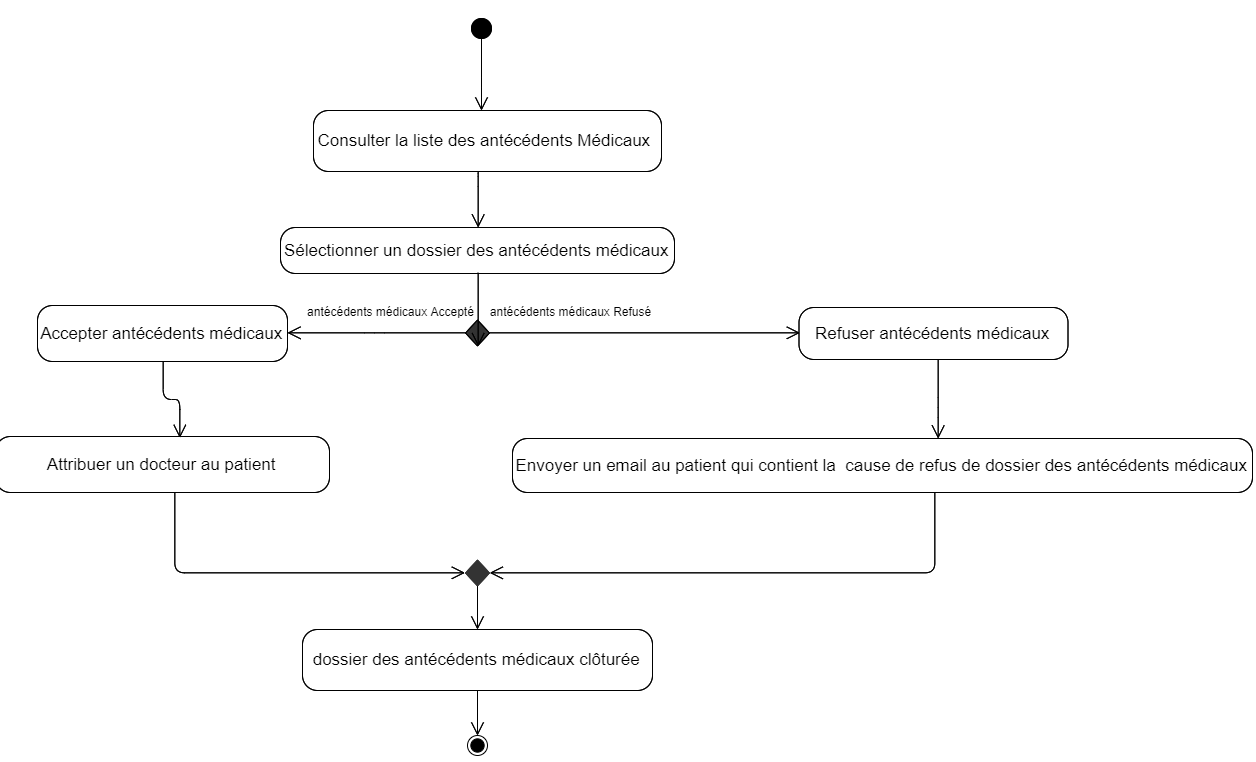 Consulter la liste des antécédents Médicaux
Sélectionner un dossier des antécédents médicaux
antécédents médicaux Accepté
antécédents médicaux Refusé
Accepter antécédents médicaux
Refuser antécédents médicaux
Attribuer un docteur au patient
Envoyer un email au patient qui contient la  cause de refus de dossier des antécédents médicaux
dossier des antécédents médicaux clôturée